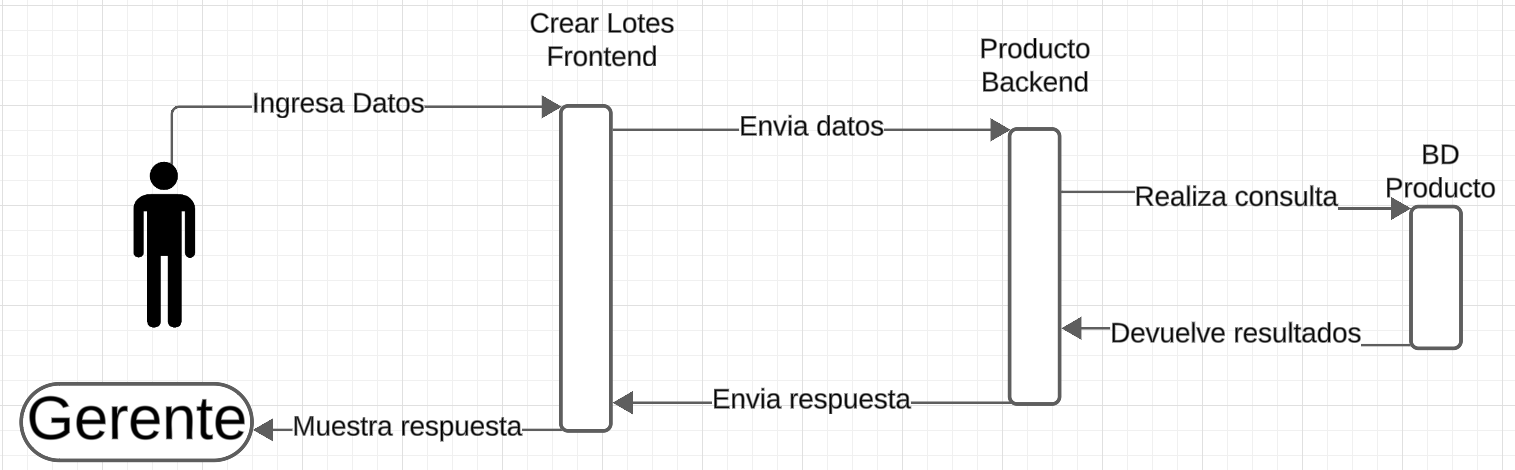 Crear Lotes
Frontend
Producto
Backend
Ingresa Datos
Envia datos
BD
Producto
Realiza consulta
Devuelve resultados
Envia respuesta
Gerente
Muestra respuesta